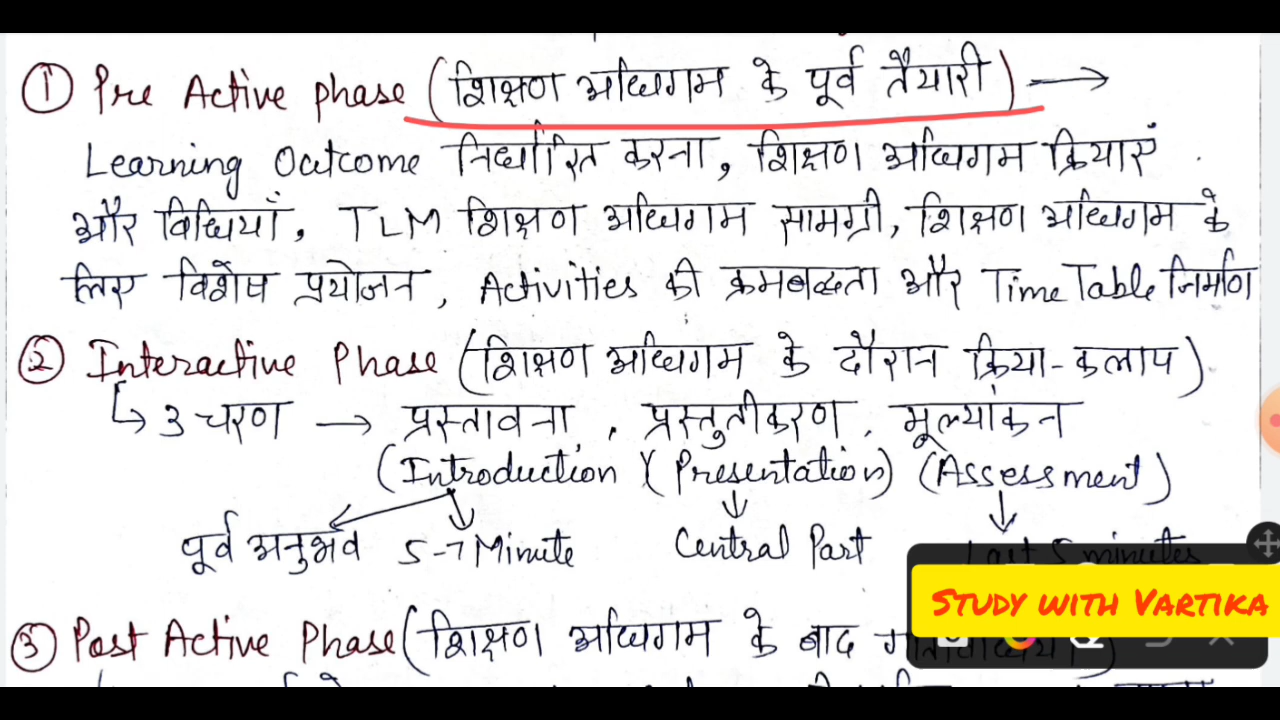 ① Pre Active phase (शिक्षण अधिगम के पूर्व तैयारी) →
Learning Outcome निर्धारित करना, शिक्षण अधिगम क्रियाएं
और विधियाँ, TLM शिक्षण अधिगम सामग्री, शिक्षण अधिगम के
लिए विशेष प्रयोजन, Activities की क्रमबद्धता और Time Table निर्माण
② Interactive Phase (शिक्षण अधिगम के दौरान क्रिया-कलाप)
↳ 3 चरण → प्रस्तावना, प्रस्तुतीकरण, मूल्यांकन
(Introduction) (Presentation) (Assessment)
पूर्व अनुभव 5-7 Minute Central Part Last 5 minutes
STUDY WITH VARTIKA
③ Post Active Phase (शिक्षण अधिगम के बाद